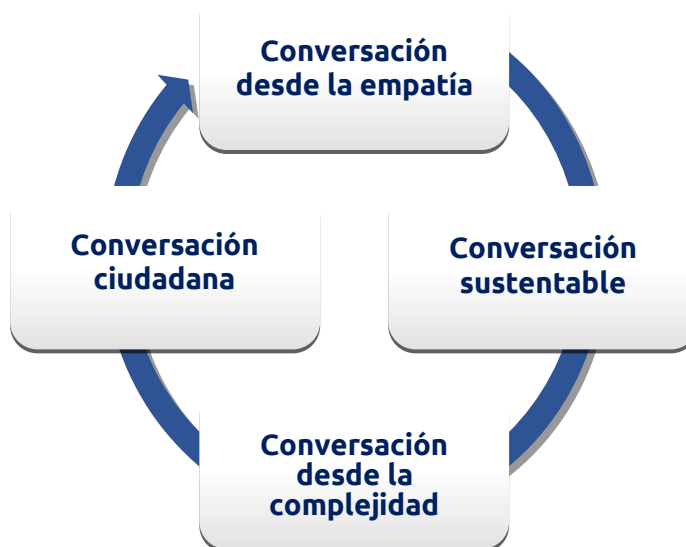 Conversación
desde la empatía
Conversación
ciudadana
Conversación
sustentable
Conversación
desde la
complejidad